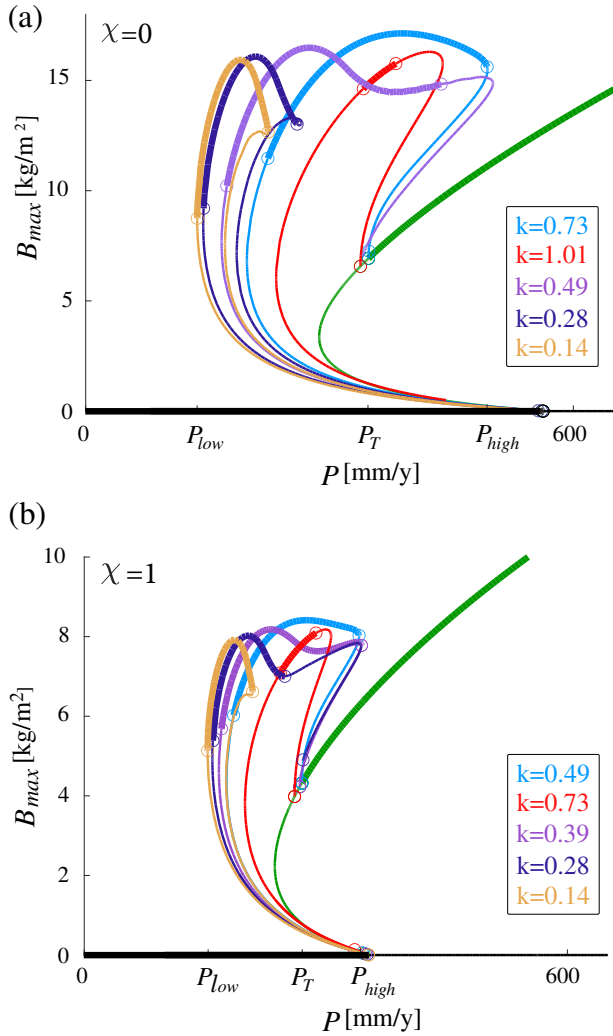 (a)
χ=0
15
10
5
0
B_max [kg/m²]
k=0.73
k=1.01
k=0.49
k=0.28
k=0.14
0 P_low P_T P_high 600
P [mm/y]
(b)
χ=1
10
8
6
4
2
0
B_max [kg/m²]
k=0.49
k=0.73
k=0.39
k=0.28
k=0.14
0 P_low P_T P_high 600
P [mm/y]